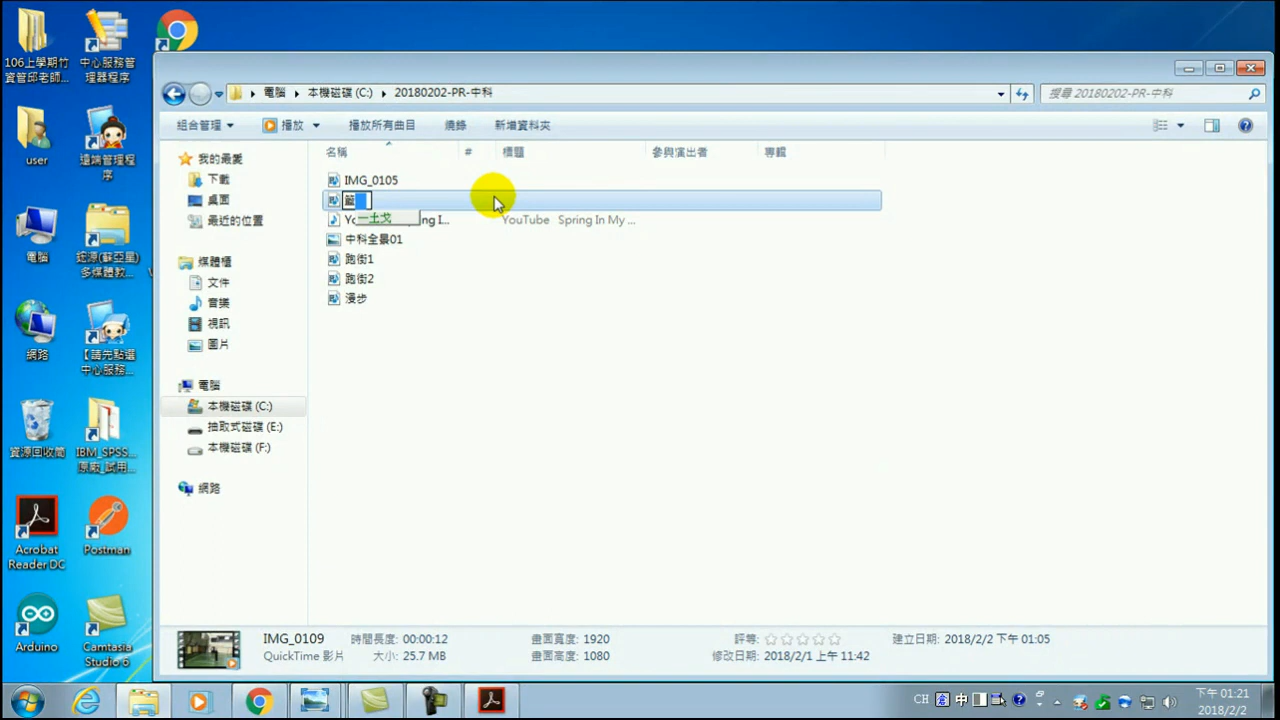 106上學期竹
資管邱老師...
中心服務管
理器程序
電腦
本機磁碟 (C:)
20180202-PR-中科
搜尋 20180202-PR-中科
組合管理
播放
播放所有曲目
燒錄
新增資料夾
我的最愛
下載
桌面
最近的位置
媒體櫃
文件
音樂
視訊
圖片
電腦
本機磁碟 (C:)
抽取式磁碟 (E:)
本機磁碟 (F:)
網路
名稱
#
標題
參與演出者
專輯
IMG_0105
籃
一土戈
ng I...
YouTube
Spring In My ...
中科全景01
跑街1
跑街2
漫步
user
遠端管理程
序
電腦
蛇源(蘇亞星)
多媒體教...
網路
【請先點選
中心服務...
資源回收筒
IBM_SPSS...
原廠_試用...
Acrobat
Reader DC
Postman
Arduino
Camtasia
Studio 6
IMG_0109
QuickTime 影片
時間長度: 00:00:12
大小: 25.7 MB
畫面寬度: 1920
畫面高度: 1080
評等:
修改日期: 2018/2/1 上午 11:42
建立日期: 2018/2/2 下午 01:05
CH
中
下午 01:21
2018/2/2